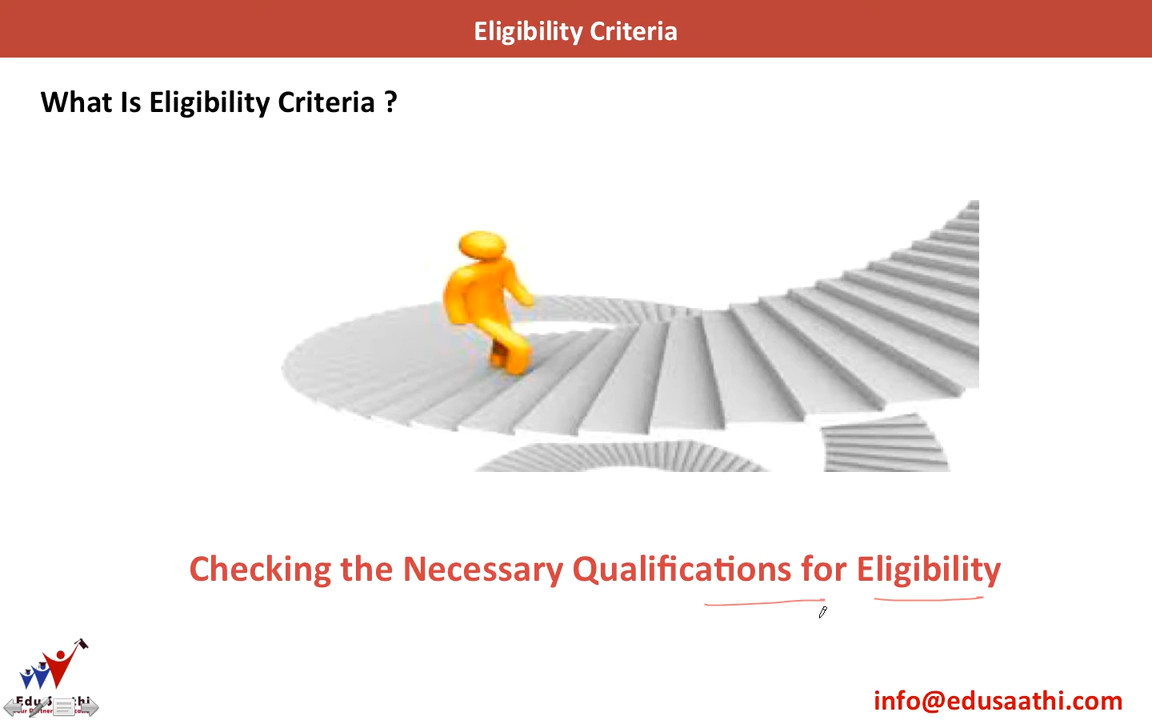 Eligibility Criteria
What Is Eligibility Criteria ?
Checking the Necessary Qualifications for Eligibility
info@edusaathi.com